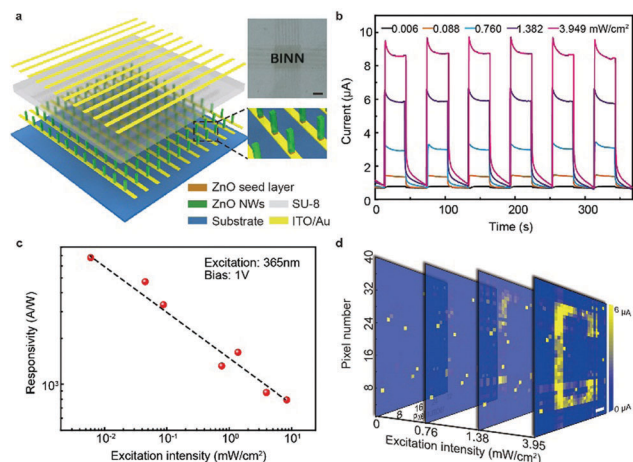 a
BINN
ZnO seed layer
ZnO NWs
SU-8
Substrate
ITO/Au
b
0.006
0.088
0.760
1.382
3.949 mW/cm²
Current (μA)
10
8
6
4
2
0
0
100
200
300
Time (s)
c
Excitation: 365nm
Bias: 1V
Responsivity (A/W)
10³
10⁻²
10⁻¹
10⁰
10¹
Excitation intensity (mW/cm²)
d
Pixel number
40
32
24
16
8
0
8
16
0.76
1.38
3.95
Excitation intensity (mW/cm²)
6 μA
0 μA